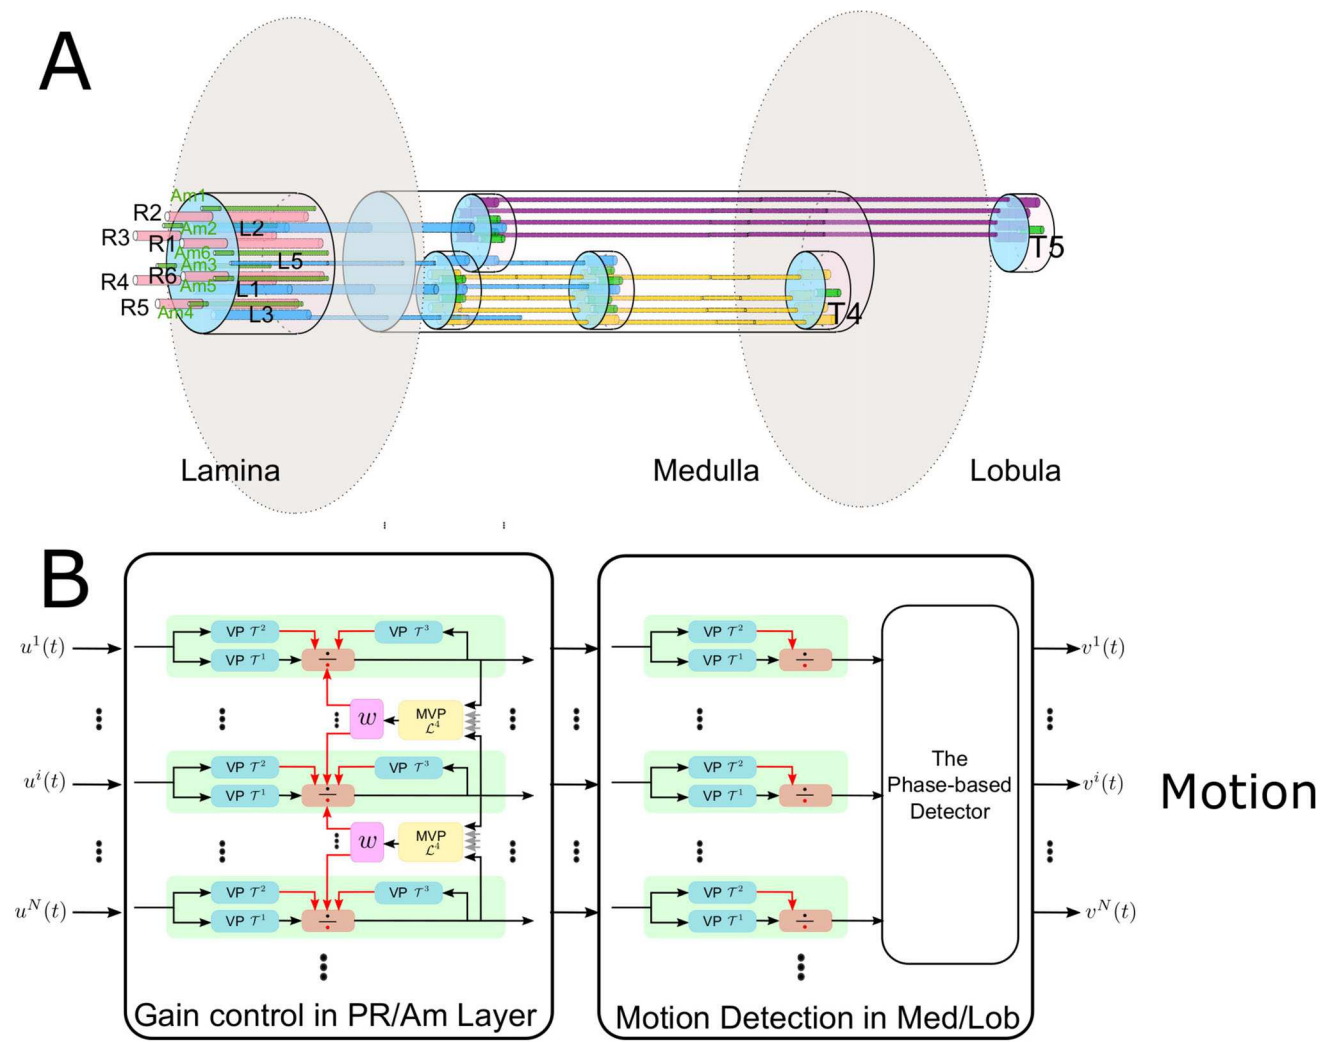 A
Am1
R2
Am2
L2
R3
R1
Am6
Am3
L5
T5
R4
R6
Am5
L1
R5
Am4
L3
T4
Lamina
Medulla
Lobula
B
VP 𝒯² VP 𝒯³ VP 𝒯²
u¹(t) VP 𝒯¹ ÷ VP 𝒯¹ ÷ v¹(t)
w MVP ℒ⁴
VP 𝒯² VP 𝒯³ VP 𝒯²
uⁱ(t) VP 𝒯¹ ÷ VP 𝒯¹ ÷ The Phase-based Detector vⁱ(t) Motion
w MVP ℒ⁴
VP 𝒯² VP 𝒯³ VP 𝒯²
uᴺ(t) VP 𝒯¹ ÷ VP 𝒯¹ ÷ vᴺ(t)
Gain control in PR/Am Layer
Motion Detection in Med/Lob